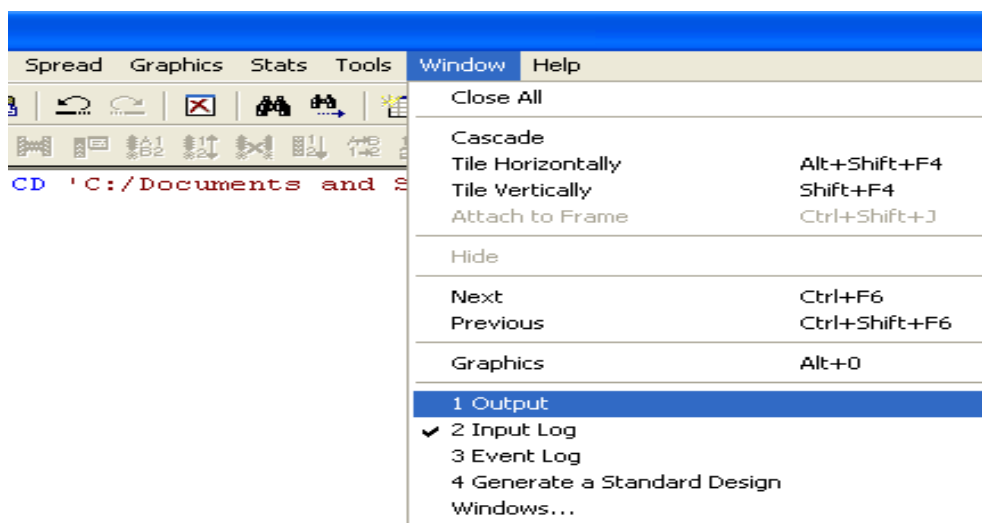 Spread Graphics Stats Tools Window Help
Close All
Cascade
Tile Horizontally Alt+Shift+F4
Tile Vertically Shift+F4
Attach to Frame Ctrl+Shift+J
Hide
Next Ctrl+F6
Previous Ctrl+Shift+F6
Graphics Alt+0
1 Output
2 Input Log
3 Event Log
4 Generate a Standard Design
Windows...
CD 'C:/Documents and S